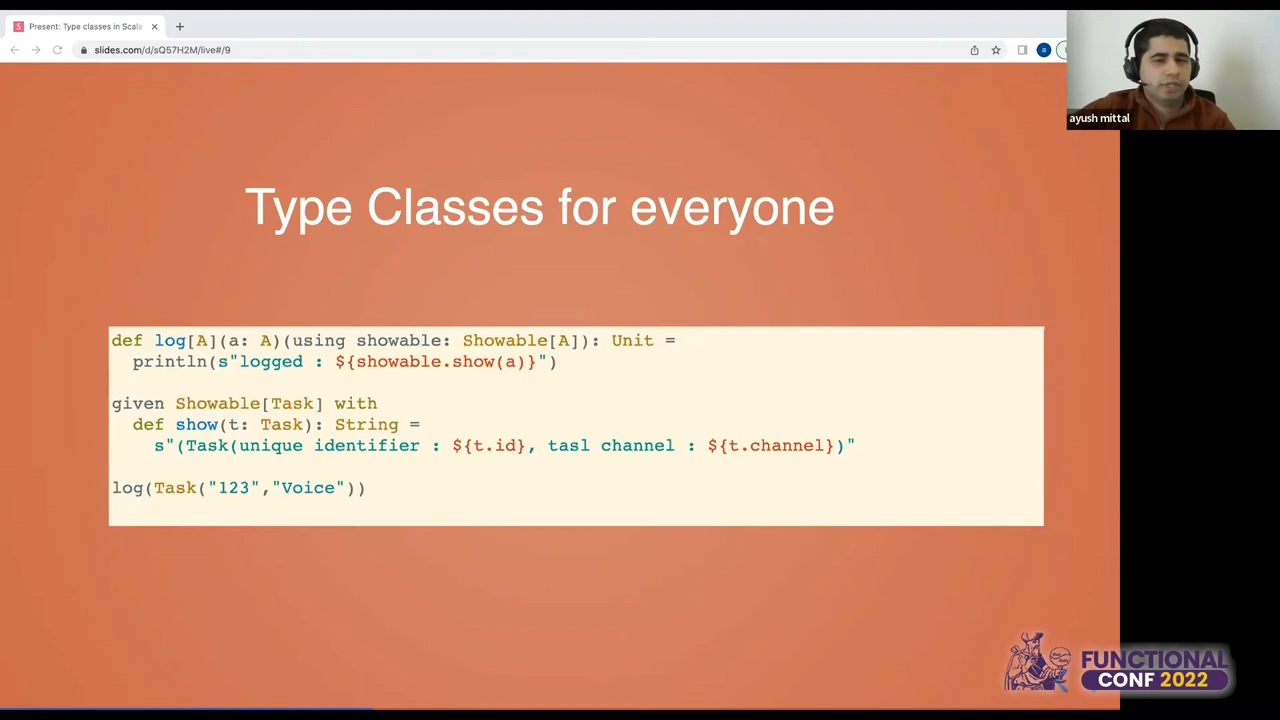 Present: Type classes in Scala
slides.com/d/sQ57H2M/live#/9
a
ayush mittal
Type Classes for everyone
def log[A](a: A)(using showable: Showable[A]): Unit =
println(s"logged : ${showable.show(a)}")
given Showable[Task] with
def show(t: Task): String =
s"(Task(unique identifier : ${t.id}, tasl channel : ${t.channel})"
log(Task("123","Voice"))
FUNCTIONAL
CONF 2022